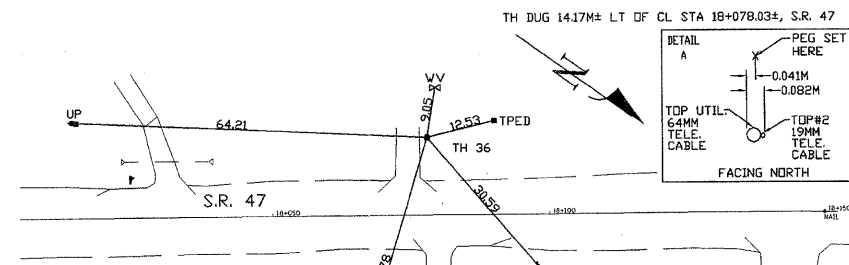 TH DUG 14.17M± LT OF CL STA 18+078.03±, S.R. 47
DETAIL
A
PEG SET
HERE
0.041M
0.082M
TOP UTIL.
64MM
TELE.
CABLE
TOP#2
19MM
TELE.
CABLE
FACING NORTH
WV
9.05
UP
64.21
12.53
TPED
TH 36
30.59
S.R. 47
18+050
18+100
18+150
NAIL
78